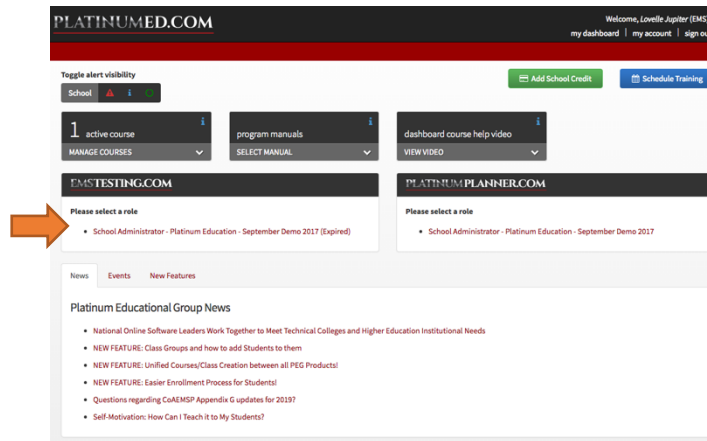 PLATINUMED.COM
Welcome, Lovelle Jupiter (EMS)
my dashboard | my account | sign ou
Toggle alert visibility
School
Add School Credit
Schedule Training
1 active course
program manuals
dashboard course help video
MANAGE COURSES
SELECT MANUAL
VIEW VIDEO
EMSTESTING.COM
PLATINUMPLANNER.COM
Please select a role
Please select a role
• School Administrator - Platinum Education - September Demo 2017 (Expired)
• School Administrator - Platinum Education - September Demo 2017
News Events New Features
Platinum Educational Group News
• National Online Software Leaders Work Together to Meet Technical Colleges and Higher Education Institutional Needs
• NEW FEATURE: Class Groups and how to add Students to them
• NEW FEATURE: Unified Courses/Class Creation between all PEG Products!
• NEW FEATURE: Easier Enrollment Process for Students!
• Questions regarding CoAEMSP Appendix G updates for 2019?
• Self-Motivation: How Can I Teach it to My Students?